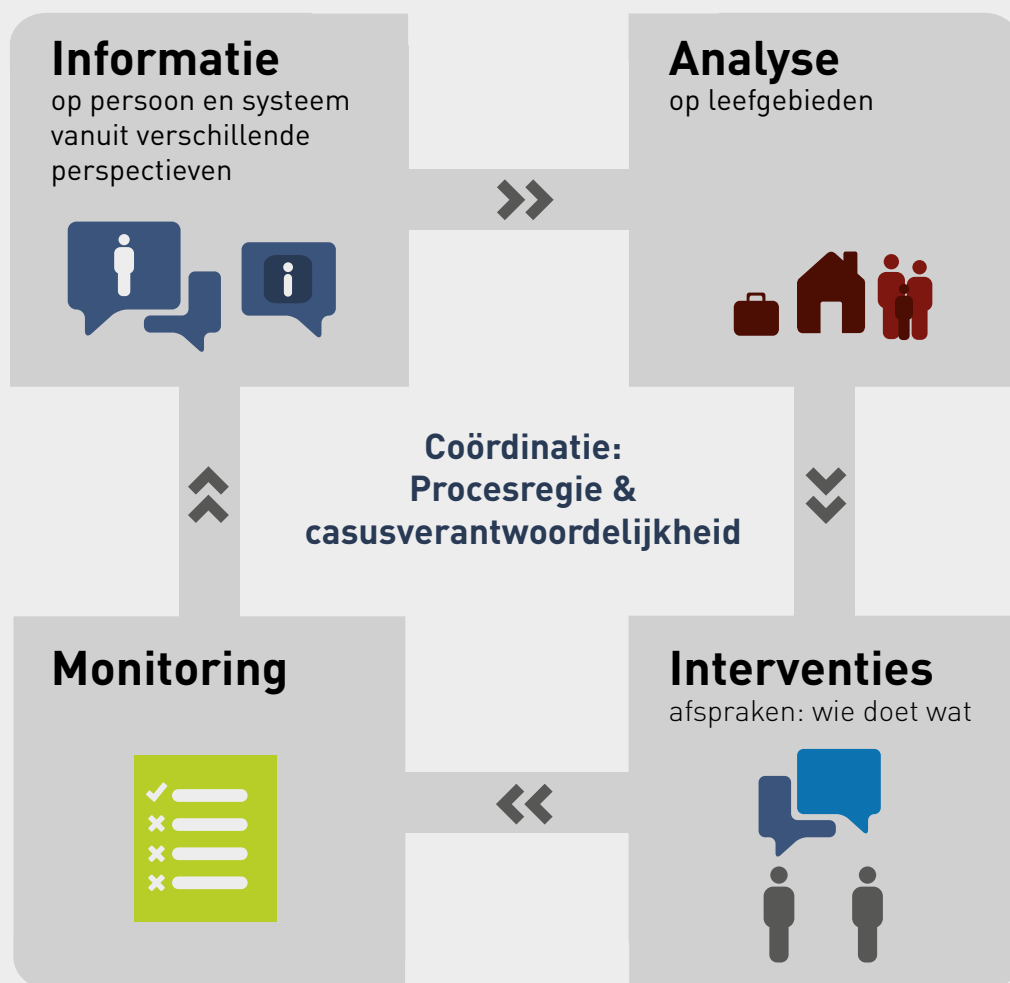 Informatie
op persoon en systeem
vanuit verschillende
perspectieven
Analyse
op leefgebieden
Coördinatie:
Procesregie &
casusverantwoordelijkheid
Monitoring
Interventies
afspraken: wie doet wat